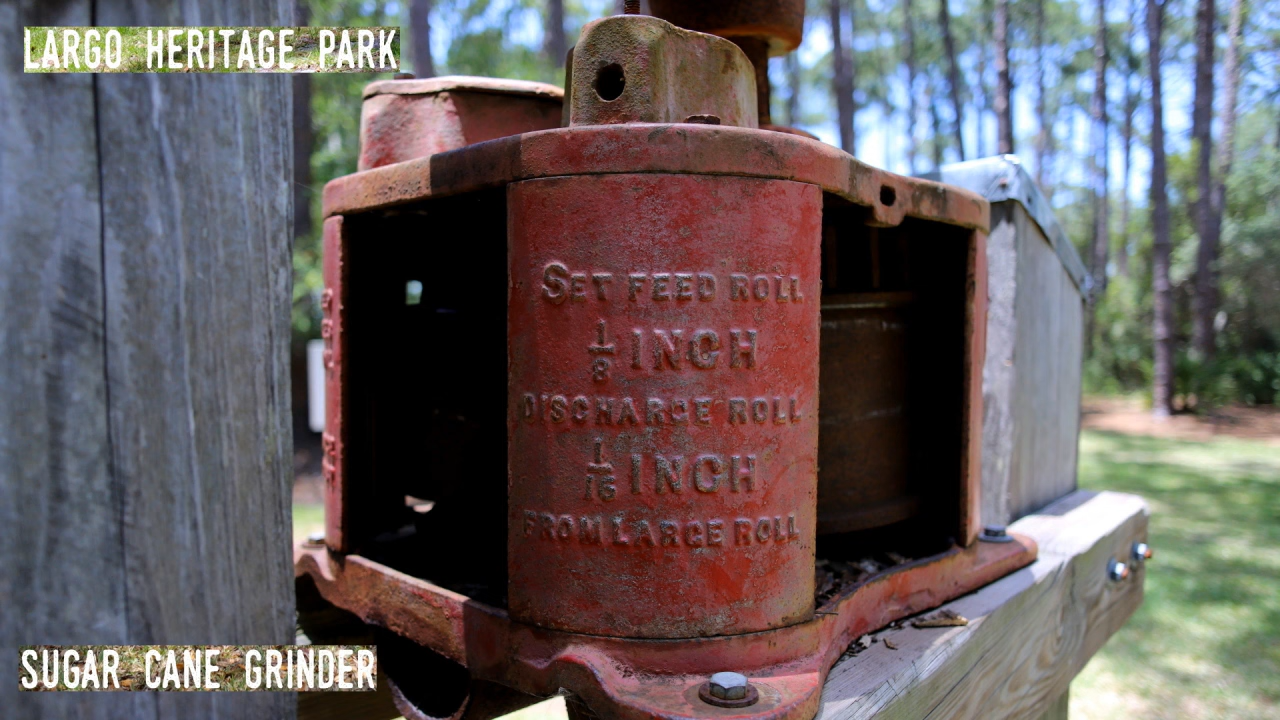 LARGO HERITAGE PARK
SET FEED ROLL
1/8 INCH
DISCHARGE ROLL
1/16 INCH
FROM LARGE ROLL
SUGAR CANE GRINDER